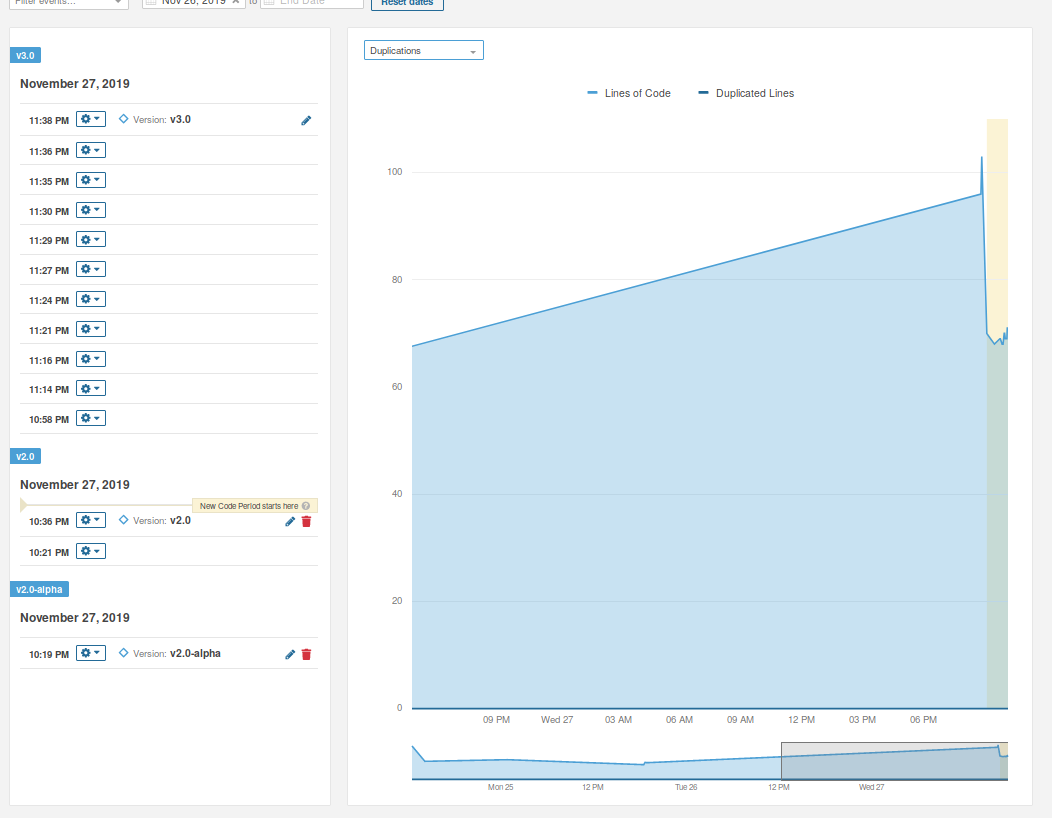 Filter events... Nov 26, 2019 × to End Date Reset dates
v3.0
November 27, 2019
11:38 PM Version: v3.0
11:36 PM
11:35 PM
11:30 PM
11:29 PM
11:27 PM
11:24 PM
11:21 PM
11:16 PM
11:14 PM
10:58 PM
v2.0
November 27, 2019
New Code Period starts here ?
10:36 PM Version: v2.0
10:21 PM
v2.0-alpha
November 27, 2019
10:19 PM Version: v2.0-alpha
Duplications
Lines of Code Duplicated Lines
100
80
60
40
20
0
09 PM Wed 27 03 AM 06 AM 09 AM 12 PM 03 PM 06 PM
Mon 25 12 PM Tue 26 12 PM Wed 27